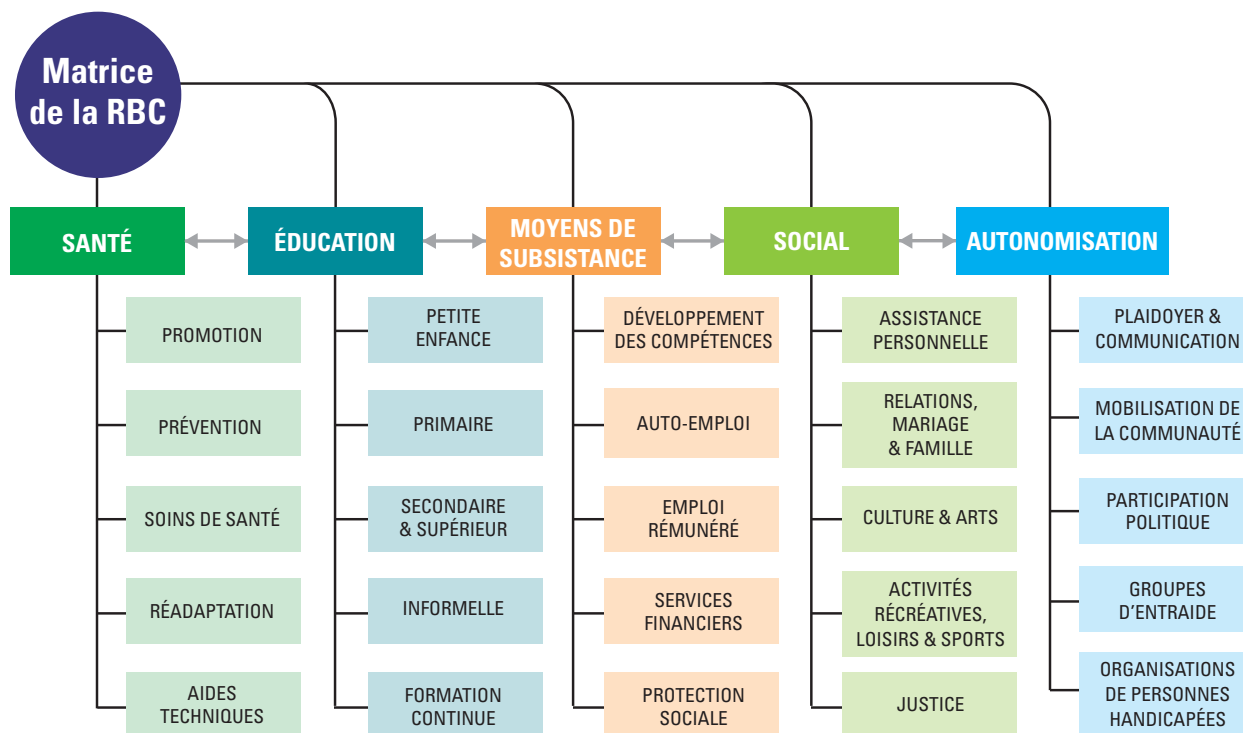 Matrice
de la RBC
SANTÉ
ÉDUCATION
MOYENS DE
SUBSISTANCE
SOCIAL
AUTONOMISATION
PROMOTION
PRÉVENTION
SOINS DE SANTÉ
RÉADAPTATION
AIDES
TECHNIQUES
PETITE
ENFANCE
PRIMAIRE
SECONDAIRE
& SUPÉRIEUR
INFORMELLE
FORMATION
CONTINUE
DÉVELOPPEMENT
DES COMPÉTENCES
AUTO-EMPLOI
EMPLOI
RÉMUNÉRÉ
SERVICES
FINANCIERS
PROTECTION
SOCIALE
ASSISTANCE
PERSONNELLE
RELATIONS,
MARIAGE
& FAMILLE
CULTURE & ARTS
ACTIVITÉS
RÉCRÉATIVES,
LOISIRS & SPORTS
JUSTICE
PLAIDOYER &
COMMUNICATION
MOBILISATION DE
LA COMMUNAUTÉ
PARTICIPATION
POLITIQUE
GROUPES
D'ENTRAIDE
ORGANISATIONS
DE PERSONNES
HANDICAPÉES